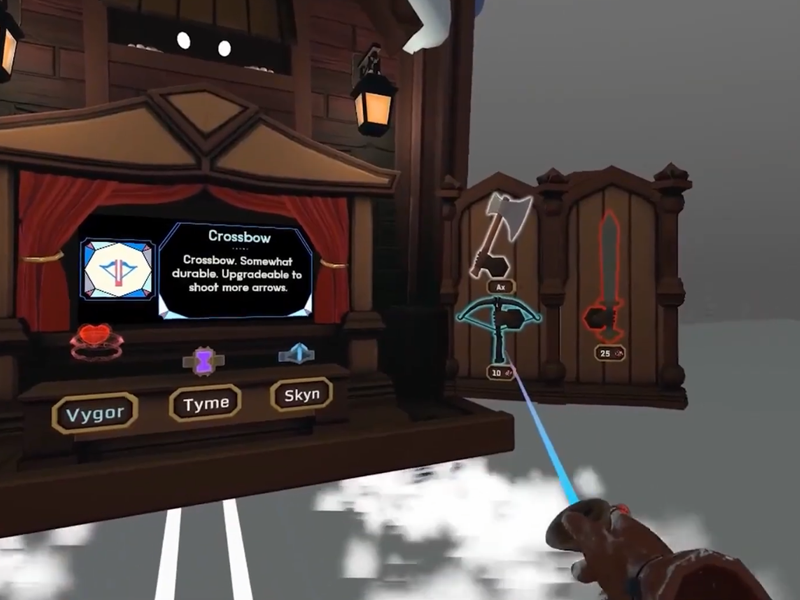 Crossbow
Crossbow. Somewhat
durable. Upgradeable to
shoot more arrows.
Ax
10
25
Vygor
Tyme
Skyn